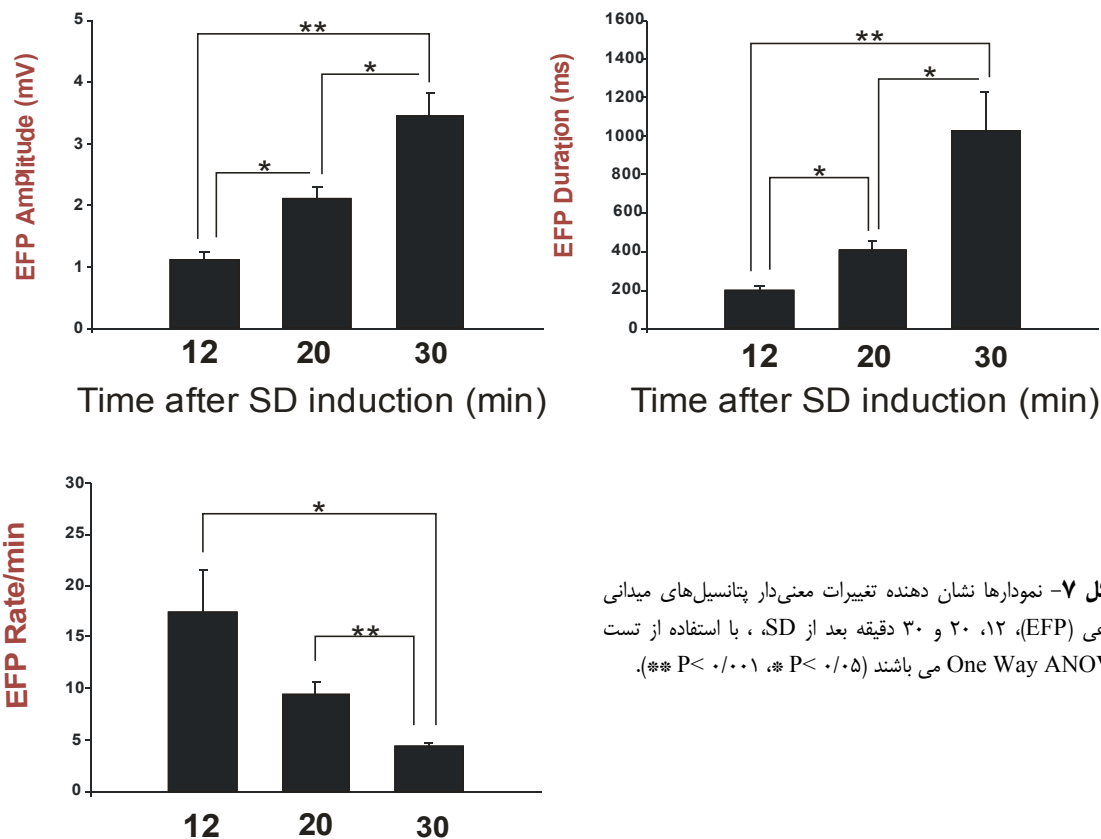 EFP Amplitude (mV)
5
4
3
2
1
0
**
*
*
12 20 30
Time after SD induction (min)
EFP Duration (ms)
1600
1400
1200
1000
800
600
400
200
0
**
*
*
12 20 30
Time after SD induction (min)
EFP Rate/min
30
25
20
15
10
5
0
*
**
12 20 30
۷- نمودارها نشان دهنده تغییرات معنی‌دار پتانسیل‌های میدانی
(EFP)، ۱۲، ۲۰ و ۳۰ دقیقه بعد از SD، ، با استفاده از تست
One Way می باشند (P< ۰/۰۵ *، P< ۰/۰۰۱ **).